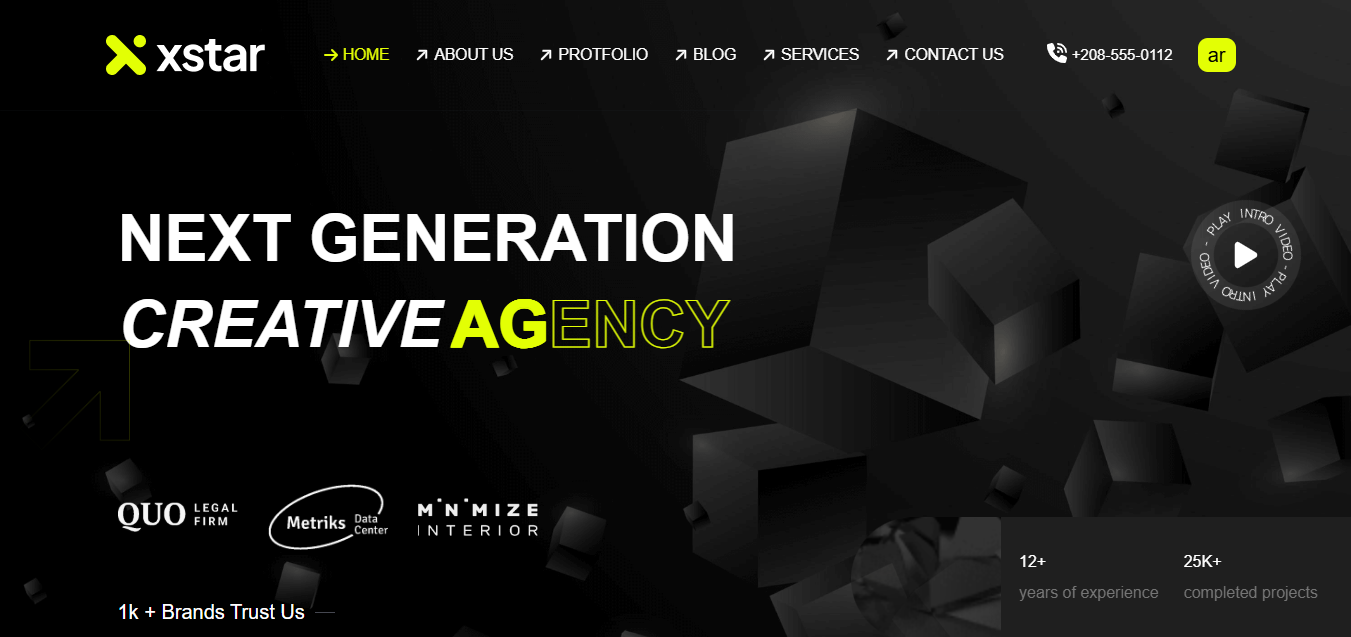 xstar
HOME ABOUT US PROTFOLIO BLOG SERVICES CONTACT US +208-555-0112 ar
PLAY INTRO VIDEO - PLAY INTRO VIDEO -
NEXT GENERATION
CREATIVE AGENCY
QUO LEGAL FIRM
Metriks Data Center
MINIMIZE
INTERIOR
1k + Brands Trust Us
12+
years of experience
25K+
completed projects